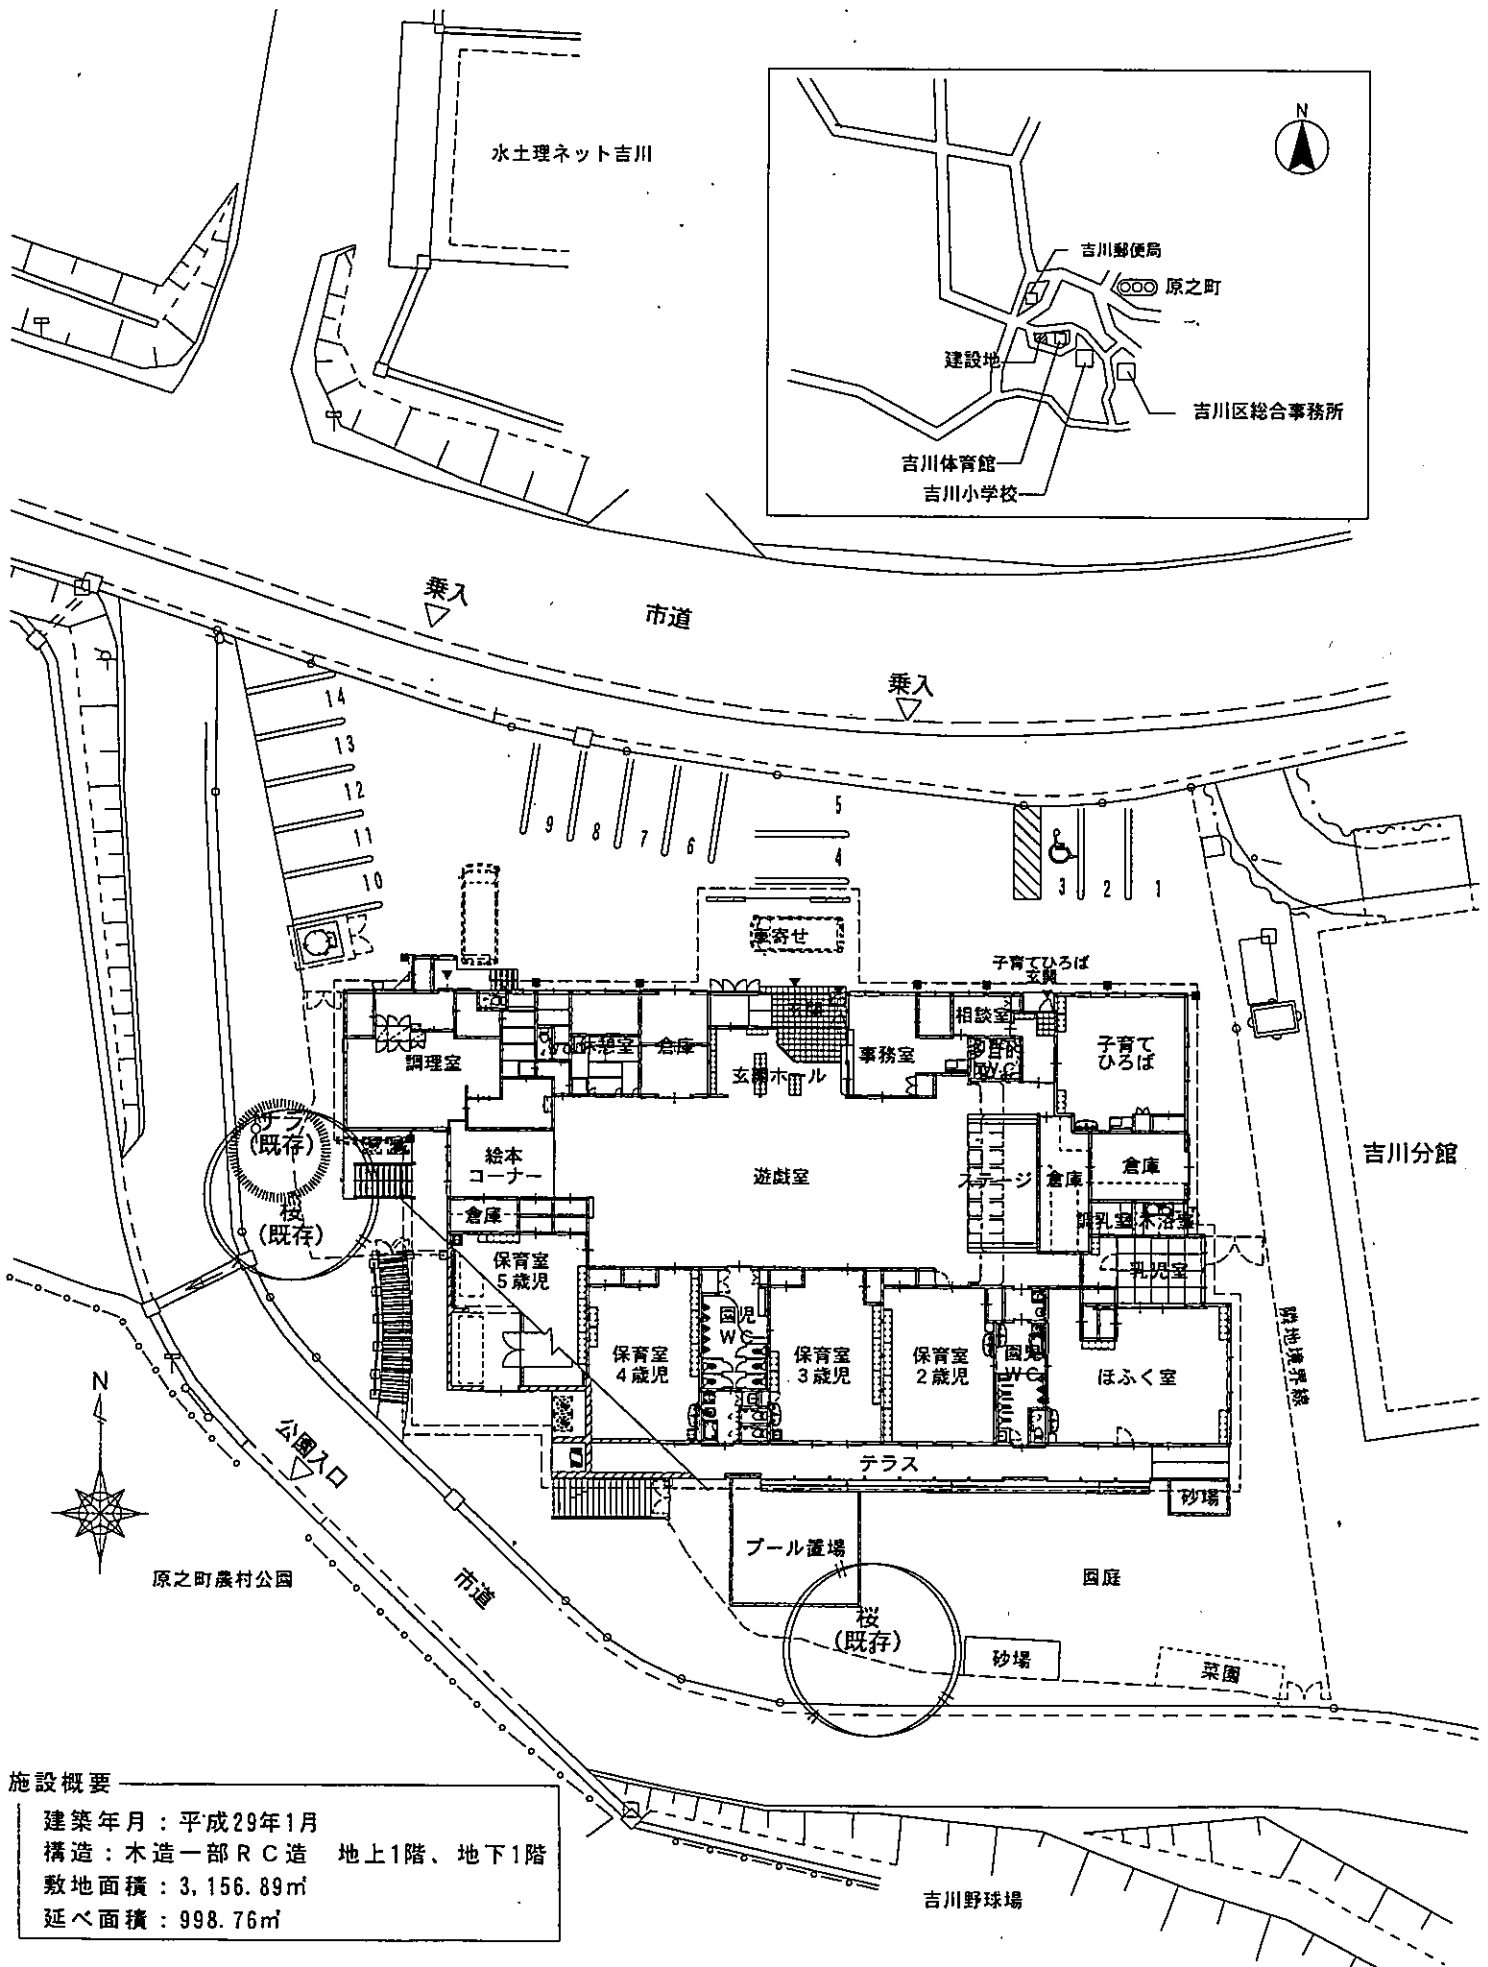 水土理ネット吉川
N
吉川郵便局
原之町
建設地
吉川区総合事務所
吉川体育館
吉川小学校
乗入
市道
乗入
14
13
12
11
10
9
8
7
6
5
4
3
2
1
車寄せ
子育てひろば
玄関
調理室
休憩室
倉庫
玄関
玄関ホール
事務室
相談室
多目的
WC
子育て
ひろば
ナラ
(既存)
桜
(既存)
絵本
コーナー
倉庫
遊戯室
ステージ
倉庫
倉庫
調乳室
沐浴室
乳児室
吉川分館
保育室
5歳児
保育室
4歳児
園児
WC
保育室
3歳児
保育室
2歳児
園児
WC
ほふく室
隣地境界線
テラス
砂場
N
公園入口
プール置場
原之町農村公園
市道
園庭
桜
(既存)
砂場
菜園
吉川野球場
施設概要
建築年月：平成29年1月
構造：木造一部RC造　地上1階、地下1階
敷地面積：3,156.89㎡
延べ面積：998.76㎡